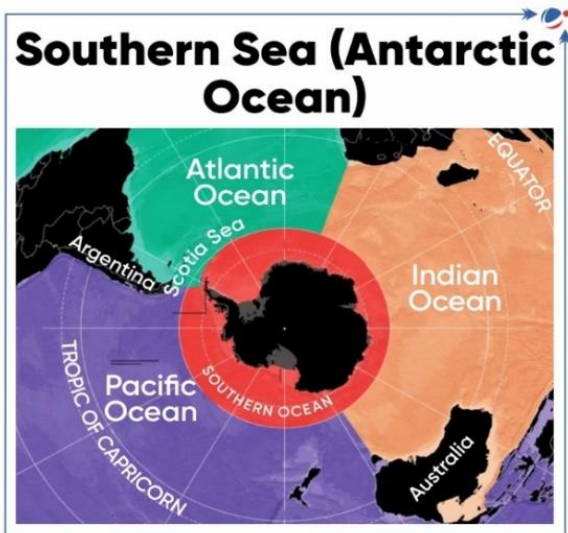 Southern Sea (Antarctic
Ocean)
Atlantic
Ocean
EQUATOR
Scotia Sea
Argentina
Indian
Ocean
Pacific
Ocean
SOUTHERN OCEAN
TROPIC OF CAPRICORN
Australia